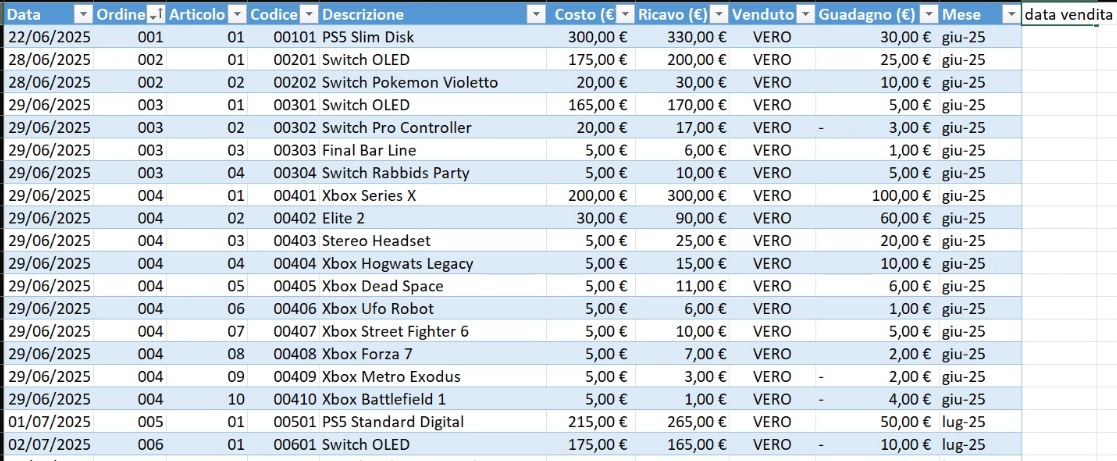 Data Ordine Articolo Codice Descrizione Costo (€ Ricavo (€) Venduto Guadagno (€) Mese data vendita
22/06/2025 001 01 00101 PS5 Slim Disk 300,00 € 330,00 € VERO 30,00 € giu-25
28/06/2025 002 01 00201 Switch OLED 175,00 € 200,00 € VERO 25,00 € giu-25
28/06/2025 002 02 00202 Switch Pokemon Violetto 20,00 € 30,00 € VERO 10,00 € giu-25
29/06/2025 003 01 00301 Switch OLED 165,00 € 170,00 € VERO 5,00 € giu-25
29/06/2025 003 02 00302 Switch Pro Controller 20,00 € 17,00 € VERO - 3,00 € giu-25
29/06/2025 003 03 00303 Final Bar Line 5,00 € 6,00 € VERO 1,00 € giu-25
29/06/2025 003 04 00304 Switch Rabbids Party 5,00 € 10,00 € VERO 5,00 € giu-25
29/06/2025 004 01 00401 Xbox Series X 200,00 € 300,00 € VERO 100,00 € giu-25
29/06/2025 004 02 00402 Elite 2 30,00 € 90,00 € VERO 60,00 € giu-25
29/06/2025 004 03 00403 Stereo Headset 5,00 € 25,00 € VERO 20,00 € giu-25
29/06/2025 004 04 00404 Xbox Hogwats Legacy 5,00 € 15,00 € VERO 10,00 € giu-25
29/06/2025 004 05 00405 Xbox Dead Space 5,00 € 11,00 € VERO 6,00 € giu-25
29/06/2025 004 06 00406 Xbox Ufo Robot 5,00 € 6,00 € VERO 1,00 € giu-25
29/06/2025 004 07 00407 Xbox Street Fighter 6 5,00 € 10,00 € VERO 5,00 € giu-25
29/06/2025 004 08 00408 Xbox Forza 7 5,00 € 7,00 € VERO 2,00 € giu-25
29/06/2025 004 09 00409 Xbox Metro Exodus 5,00 € 3,00 € VERO - 2,00 € giu-25
29/06/2025 004 10 00410 Xbox Battlefield 1 5,00 € 1,00 € VERO - 4,00 € giu-25
01/07/2025 005 01 00501 PS5 Standard Digital 215,00 € 265,00 € VERO 50,00 € lug-25
02/07/2025 006 01 00601 Switch OLED 175,00 € 165,00 € VERO - 10,00 € lug-25